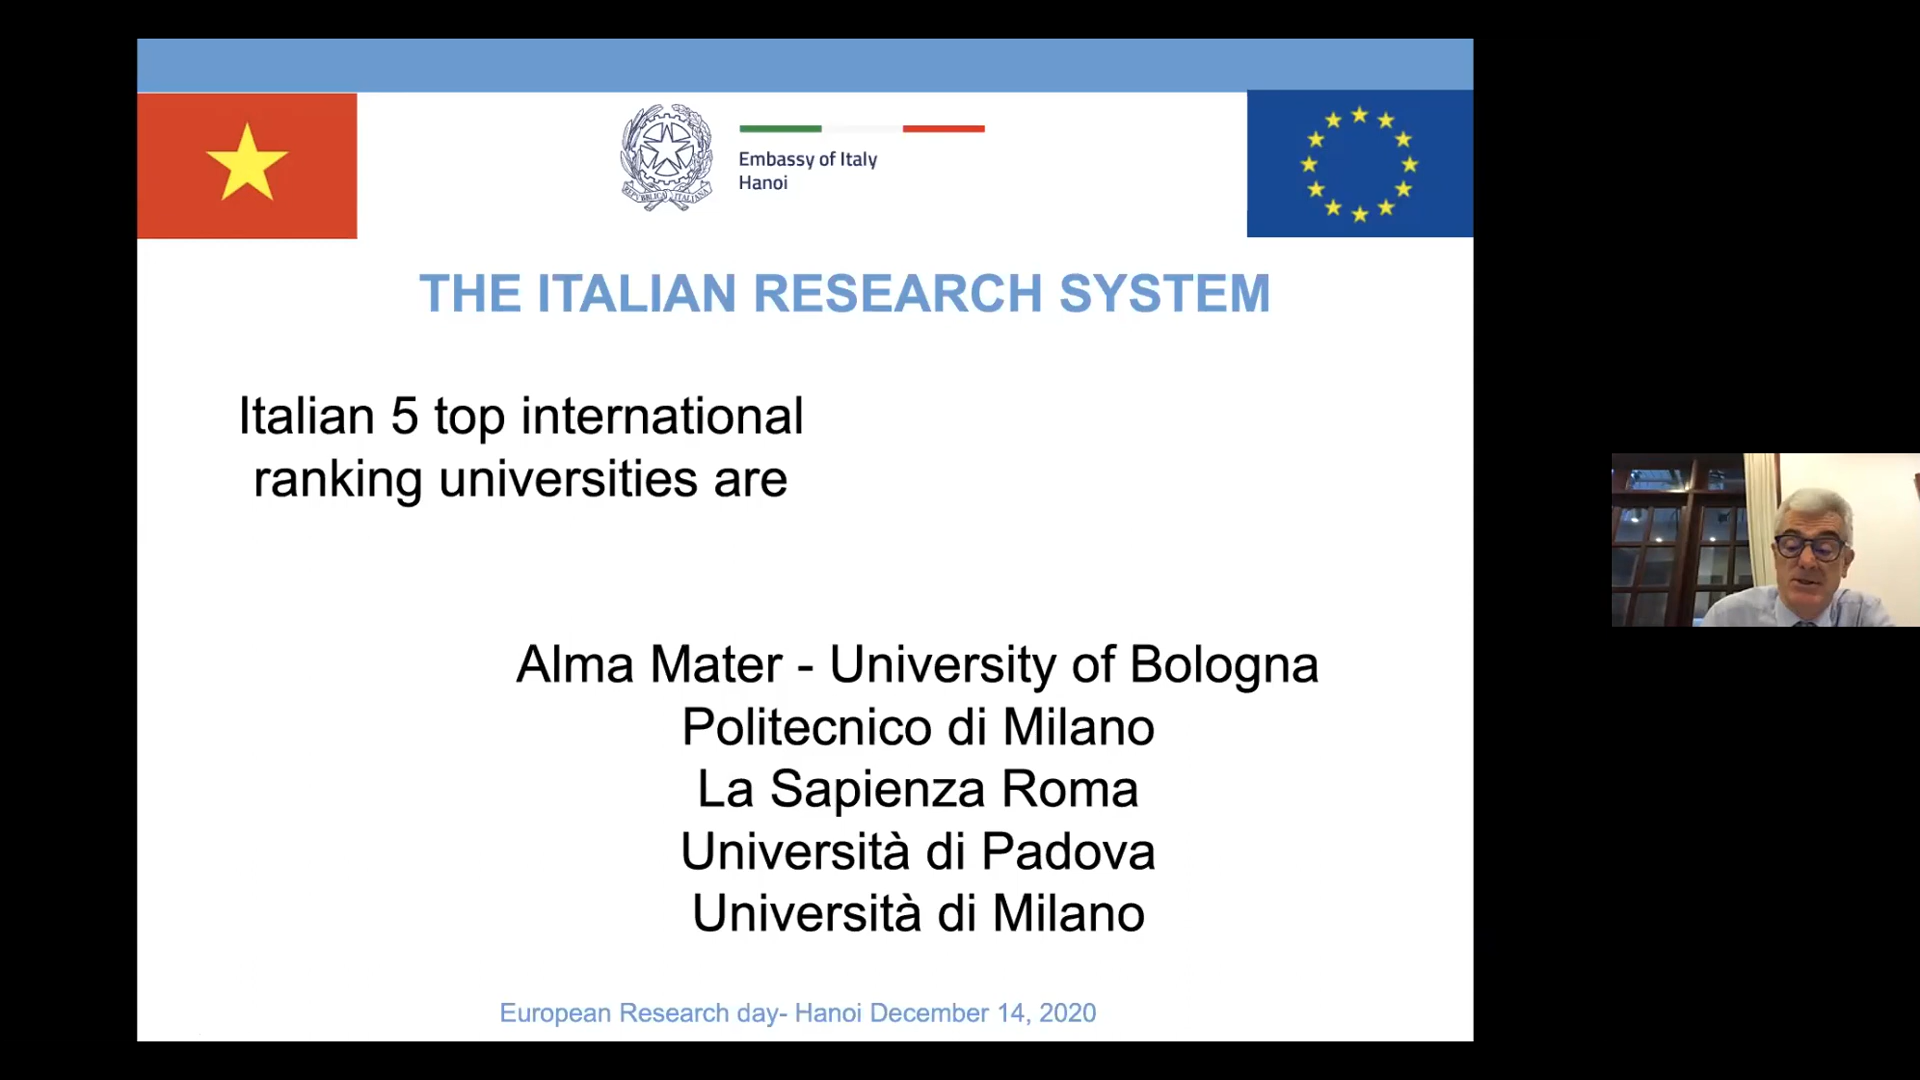 REPVBBLICA ITALIANA
Embassy of Italy
Hanoi
THE ITALIAN RESEARCH SYSTEM
Italian 5 top international
ranking universities are
Alma Mater - University of Bologna
Politecnico di Milano
La Sapienza Roma
Università di Padova
Università di Milano
European Research day- Hanoi December 14, 2020